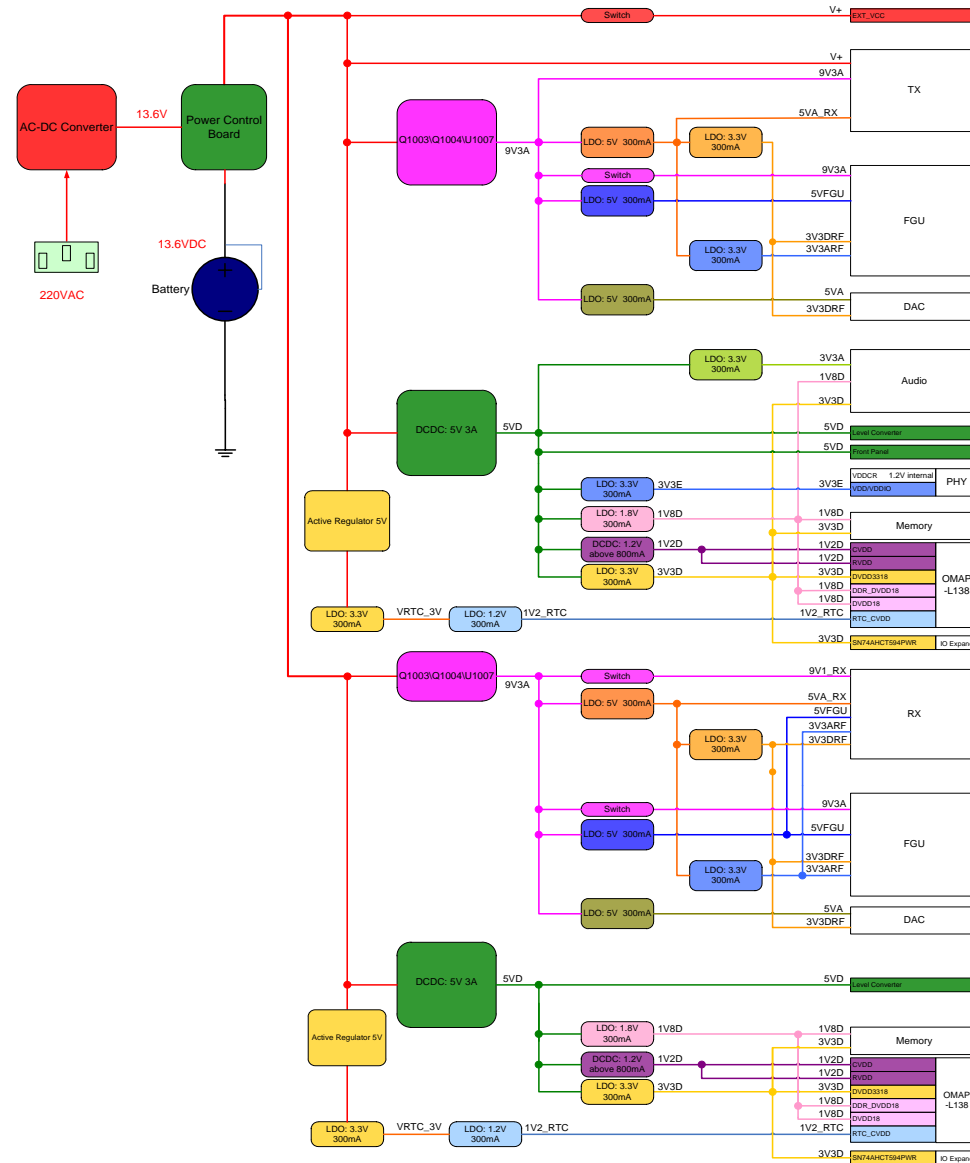 Switch
V+
EXT_VCC
V+
9V3A
TX
AC-DC Converter
13.6V
Power Control
Board
Q1003\Q1004\U1007
9V3A
5VA_RX
LDO: 5V 300mA
LDO: 3.3V
300mA
Switch
9V3A
LDO: 5V 300mA
5VFGU
FGU
3V3DRF
3V3ARF
LDO: 3.3V
300mA
13.6VDC
Battery
+
−
220VAC
LDO: 5V 300mA
5VA
3V3DRF
DAC
LDO: 3.3V
300mA
3V3A
1V8D
3V3D
Audio
DCDC: 5V 3A
5VD
5VD
Level Converter
5VD
Front Panel
LDO: 3.3V
300mA
3V3E
3V3E
VDDCR 1.2V internal
VDD/VDDIO
PHY
Active Regulator 5V
LDO: 1.8V
300mA
1V8D
1V8D
3V3D
Memory
DCDC: 1.2V
above 800mA
1V2D
1V2D
CVDD
1V2D
RVDD
LDO: 3.3V
300mA
3V3D
3V3D
DVDD3318
1V8D
DDR_DVDD18
1V8D
DVDD18
OMAP
-L138
LDO: 3.3V
300mA
VRTC_3V
LDO: 1.2V
300mA
1V2_RTC
1V2_RTC
RTC_CVDD
3V3D
SN74AHCT594PWR
IO Expan
Q1003\Q1004\U1007
9V3A
Switch
9V1_RX
LDO: 5V 300mA
5VA_RX
5VFGU
3V3ARF
3V3DRF
RX
LDO: 3.3V
300mA
Switch
9V3A
LDO: 5V 300mA
5VFGU
FGU
3V3DRF
3V3ARF
LDO: 3.3V
300mA
LDO: 5V 300mA
5VA
3V3DRF
DAC
DCDC: 5V 3A
5VD
5VD
Level Converter
Active Regulator 5V
LDO: 1.8V
300mA
1V8D
1V8D
3V3D
Memory
DCDC: 1.2V
above 800mA
1V2D
1V2D
CVDD
1V2D
RVDD
LDO: 3.3V
300mA
3V3D
3V3D
DVDD3318
1V8D
DDR_DVDD18
1V8D
DVDD18
OMAP
-L138
LDO: 3.3V
300mA
VRTC_3V
LDO: 1.2V
300mA
1V2_RTC
1V2_RTC
RTC_CVDD
3V3D
SN74AHCT594PWR
IO Expan